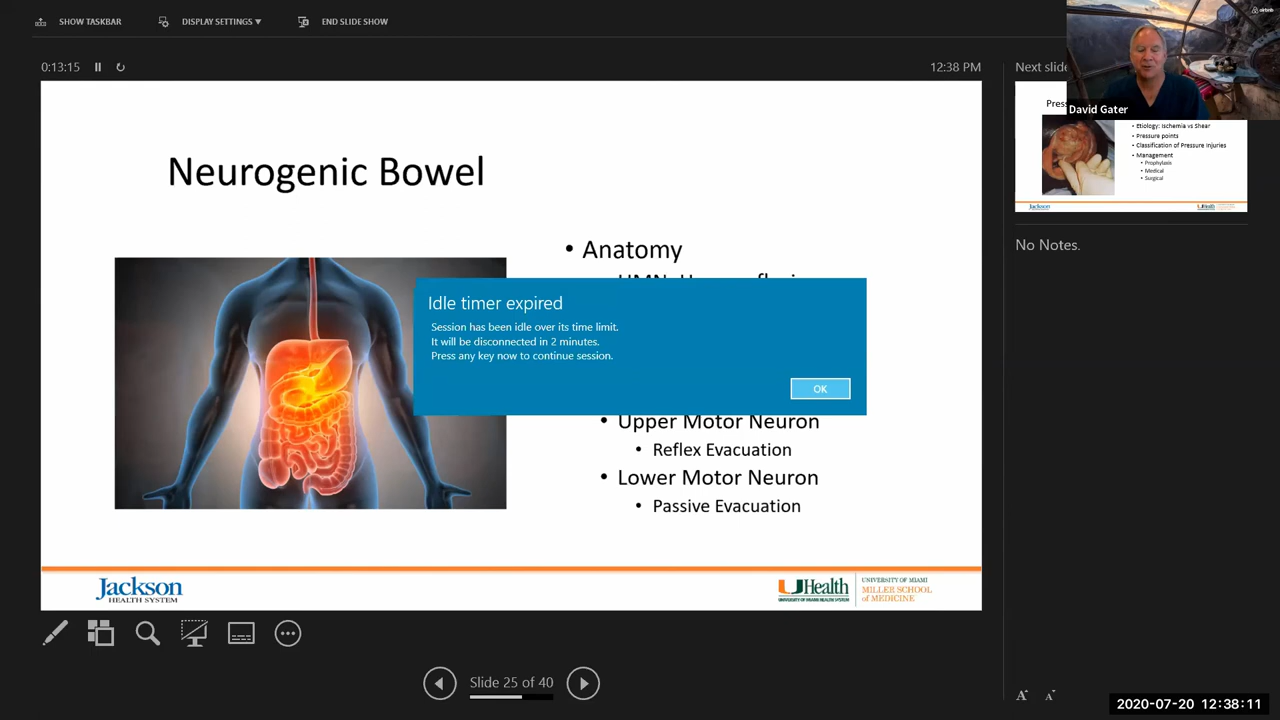 SHOW TASKBAR
DISPLAY SETTINGS ▾
END SLIDE SHOW
0:13:15
12:38 PM
Next slid
airbnb
David Gater
Neurogenic Bowel
• Anatomy
Idle timer expired
Session has been idle over its time limit.
It will be disconnected in 2 minutes.
Press any key now to continue session.
OK
• Upper Motor Neuron
• Reflex Evacuation
• Lower Motor Neuron
• Passive Evacuation
Jackson
HEALTH SYSTEM
UHealth
UNIVERSITY OF MIAMI HEALTH SYSTEM
UNIVERSITY OF MIAMI
MILLER SCHOOL
of MEDICINE
• Etiology: Ischemia vs Shear
• Pressure points
• Classification of Pressure Injuries
• Management
• Prophylaxis
• Medical
• Surgical
Jackson
UHealth
No Notes.
Slide 25 of 40
A A
2020-07-20 12:38:11